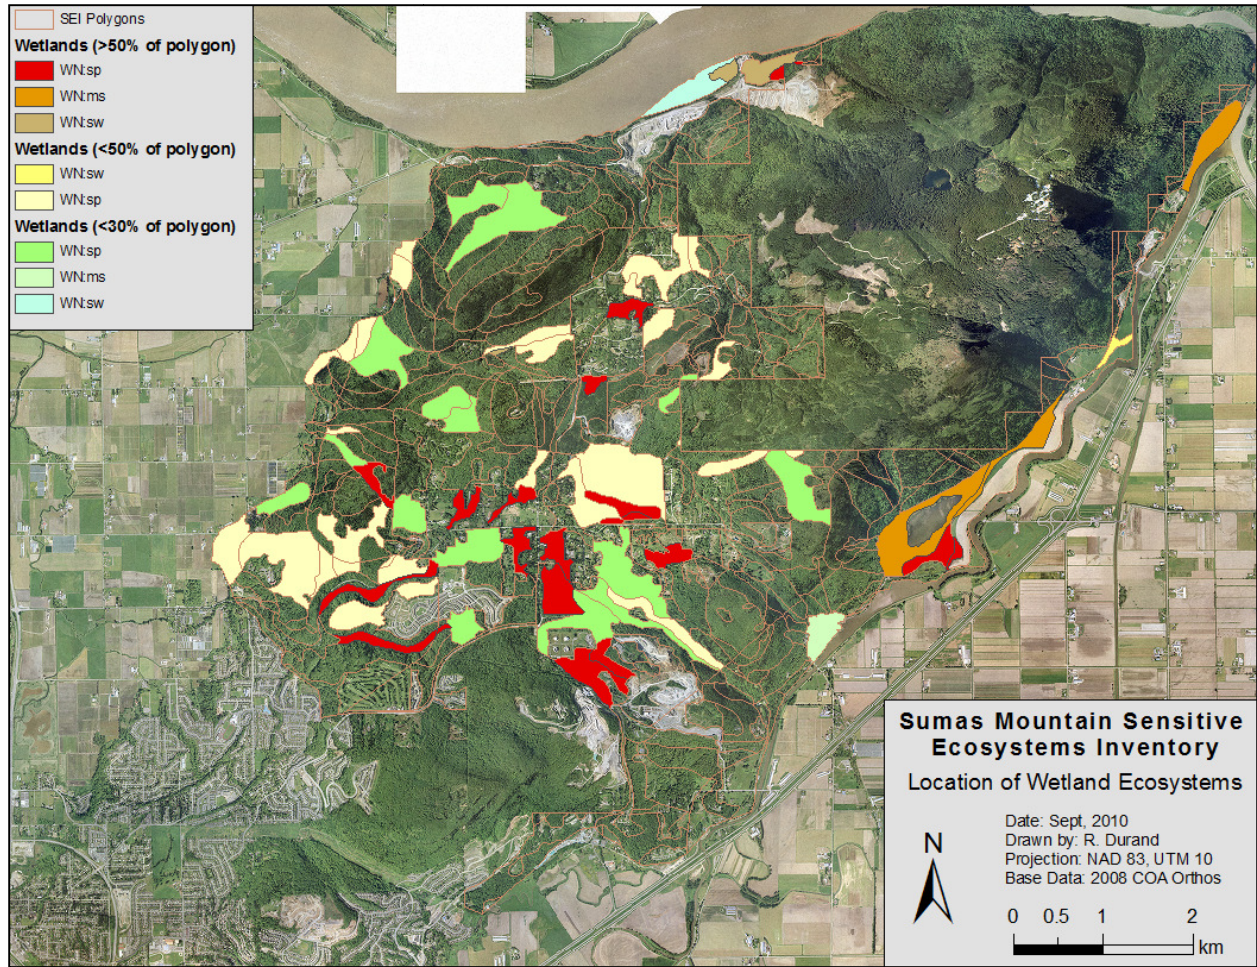 SEI Polygons
Wetlands (>50% of polygon)
WN:sp
WN:ms
WN:sw
Wetlands (<50% of polygon)
WN:sw
WN:sp
Wetlands (<30% of polygon)
WN:sp
WN:ms
WN:sw
Sumas Mountain Sensitive
Ecosystems Inventory
Location of Wetland Ecosystems
Date: Sept, 2010
Drawn by: R. Durand
Projection: NAD 83, UTM 10
Base Data: 2008 COA Orthos
N
0 0.5 1 2
km